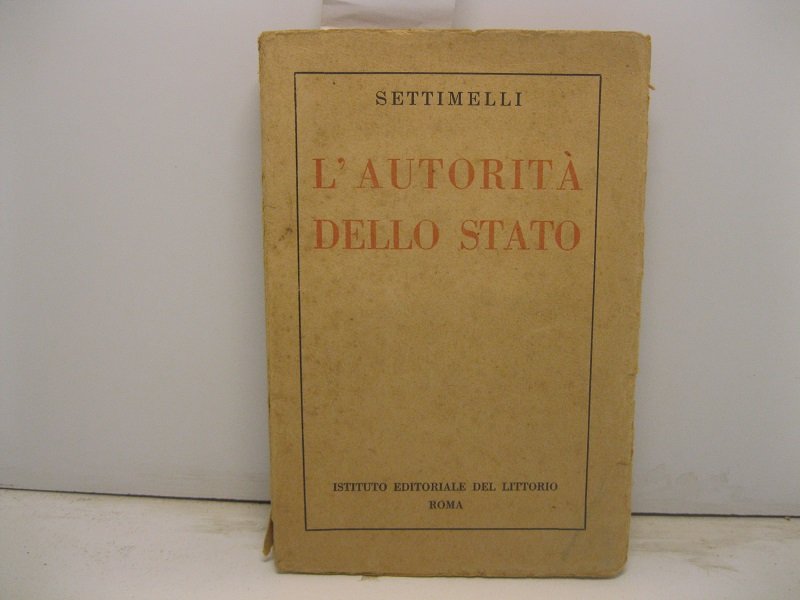 SETTIMELLI
L'AUTORITÀ
DELLO STATO
ISTITUTO EDITORIALE DEL LITTORIO
ROMA